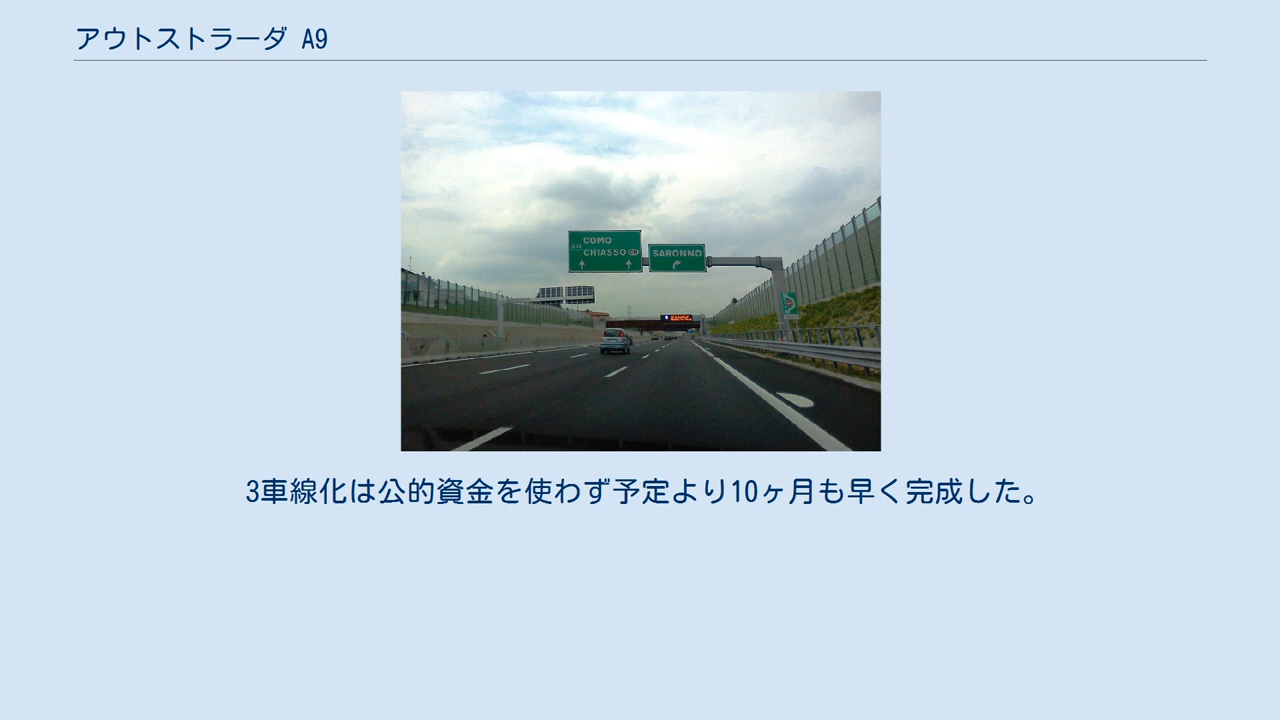 アウトストラーダ A9
COMO
CHIASSO CH
SARONNO
3車線化は公的資金を使わず予定より10ヶ月も早く完成した。